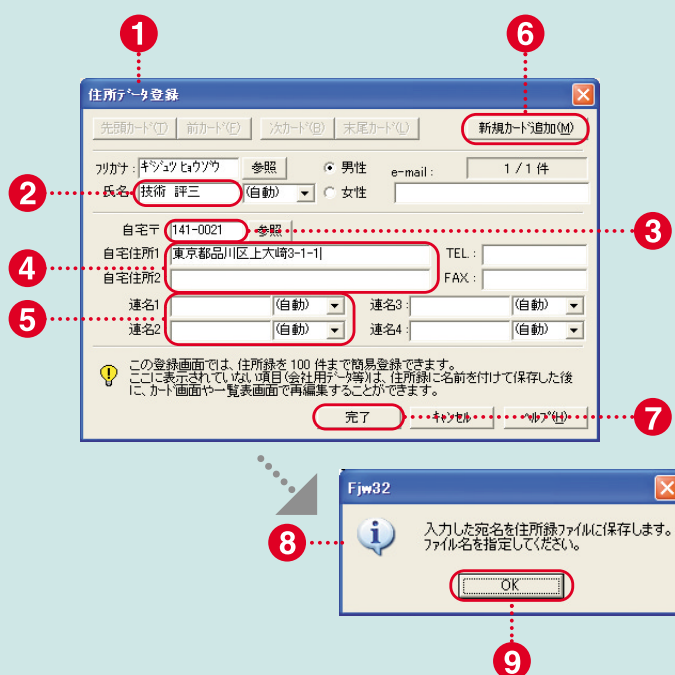 1
6
住所ﾃﾞｰﾀ登録
先頭ｶｰﾄﾞ(T) 前ｶｰﾄﾞ(F) 次ｶｰﾄﾞ(B) 末尾ｶｰﾄﾞ(L) 新規ｶｰﾄﾞ追加(M)
ﾌﾘｶﾞﾅ: ｷﾞｼﾞｭﾂ ﾋｮｳｿﾞｳ 参照 男性 e-mail: 1 / 1 件
2 氏名: 技術 評三 (自動) 女性
自宅〒 141-0021 参照 3
4 自宅住所1 東京都品川区上大崎3-1-1 TEL:
自宅住所2 FAX:
5 連名1 (自動) 連名3: (自動)
連名2 (自動) 連名4: (自動)
この登録画面では、住所録を 100 件まで簡易登録できます。
ここに表示されていない項目(会社用ﾃﾞｰﾀ等)は、住所録に名前を付けて保存した後
に、ｶｰﾄﾞ画面や一覧表画面で再編集することができます。
完了 ｷｬﾝｾﾙ ﾍﾙﾌﾟ(H) 7
Fjw32
8 入力した宛名を住所録ﾌｧｲﾙに保存します。
ﾌｧｲﾙ名を指定してください。
OK
9